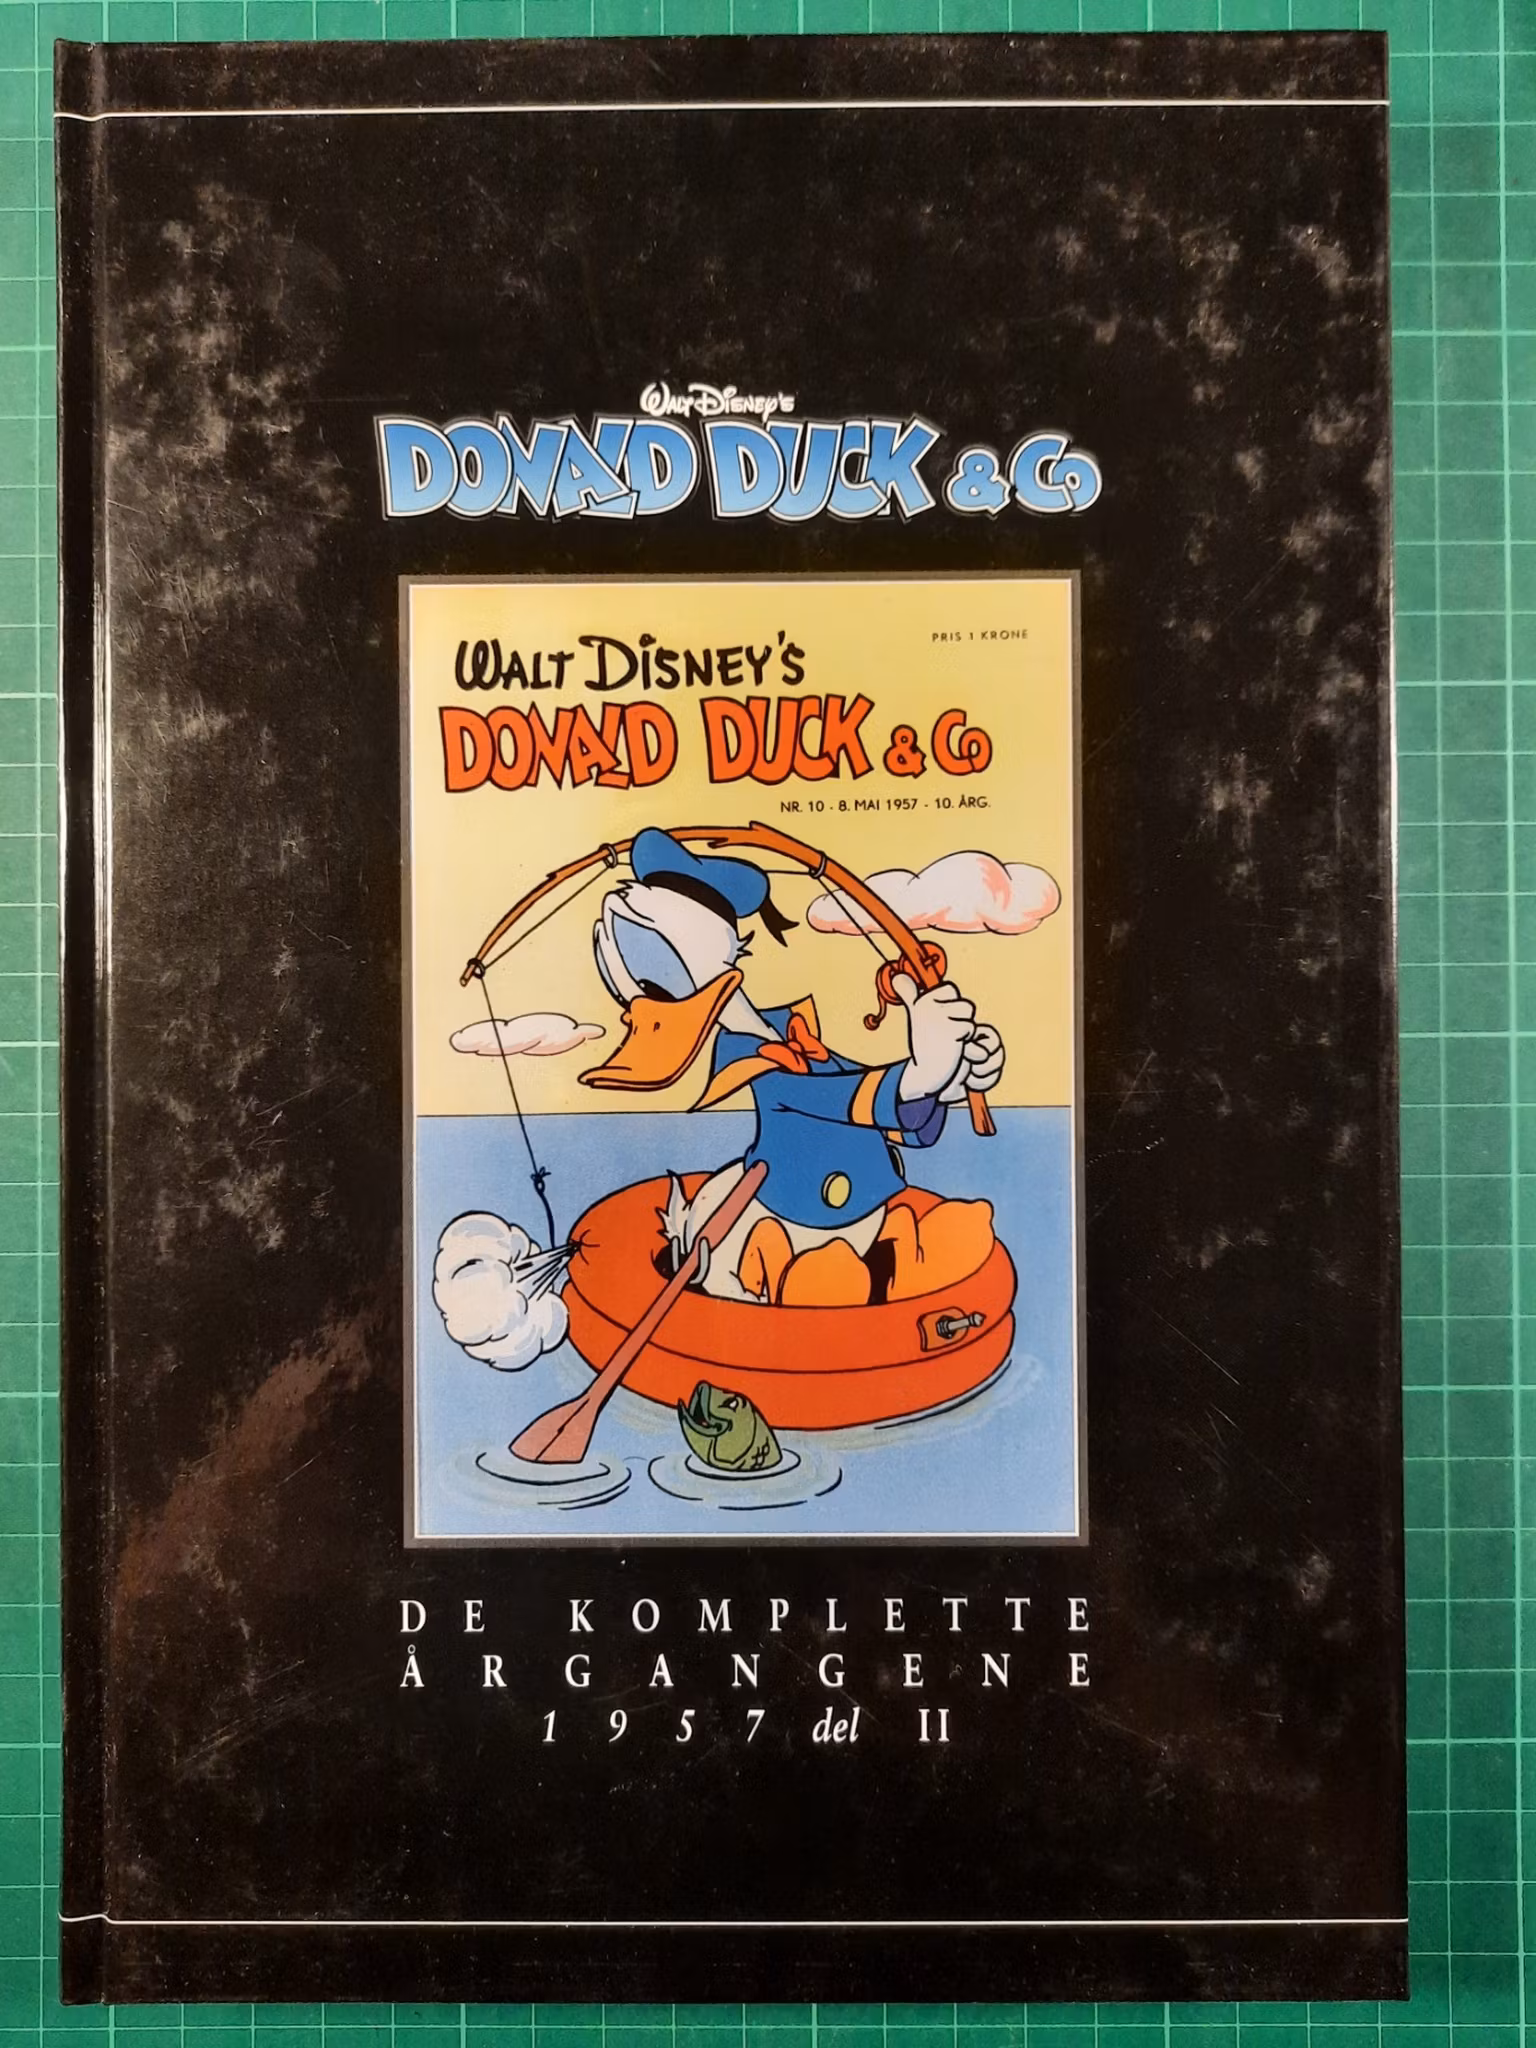 WALT DISNEY'S
DONALD DUCK & Co
PRIS 1 KRONE
WALT DISNEY'S
DONALD DUCK & Co
NR. 10 - 8. MAI 1957 - 10. ÅRG.
DE KOMPLETTE
ÅRGANGENE
1957 del II